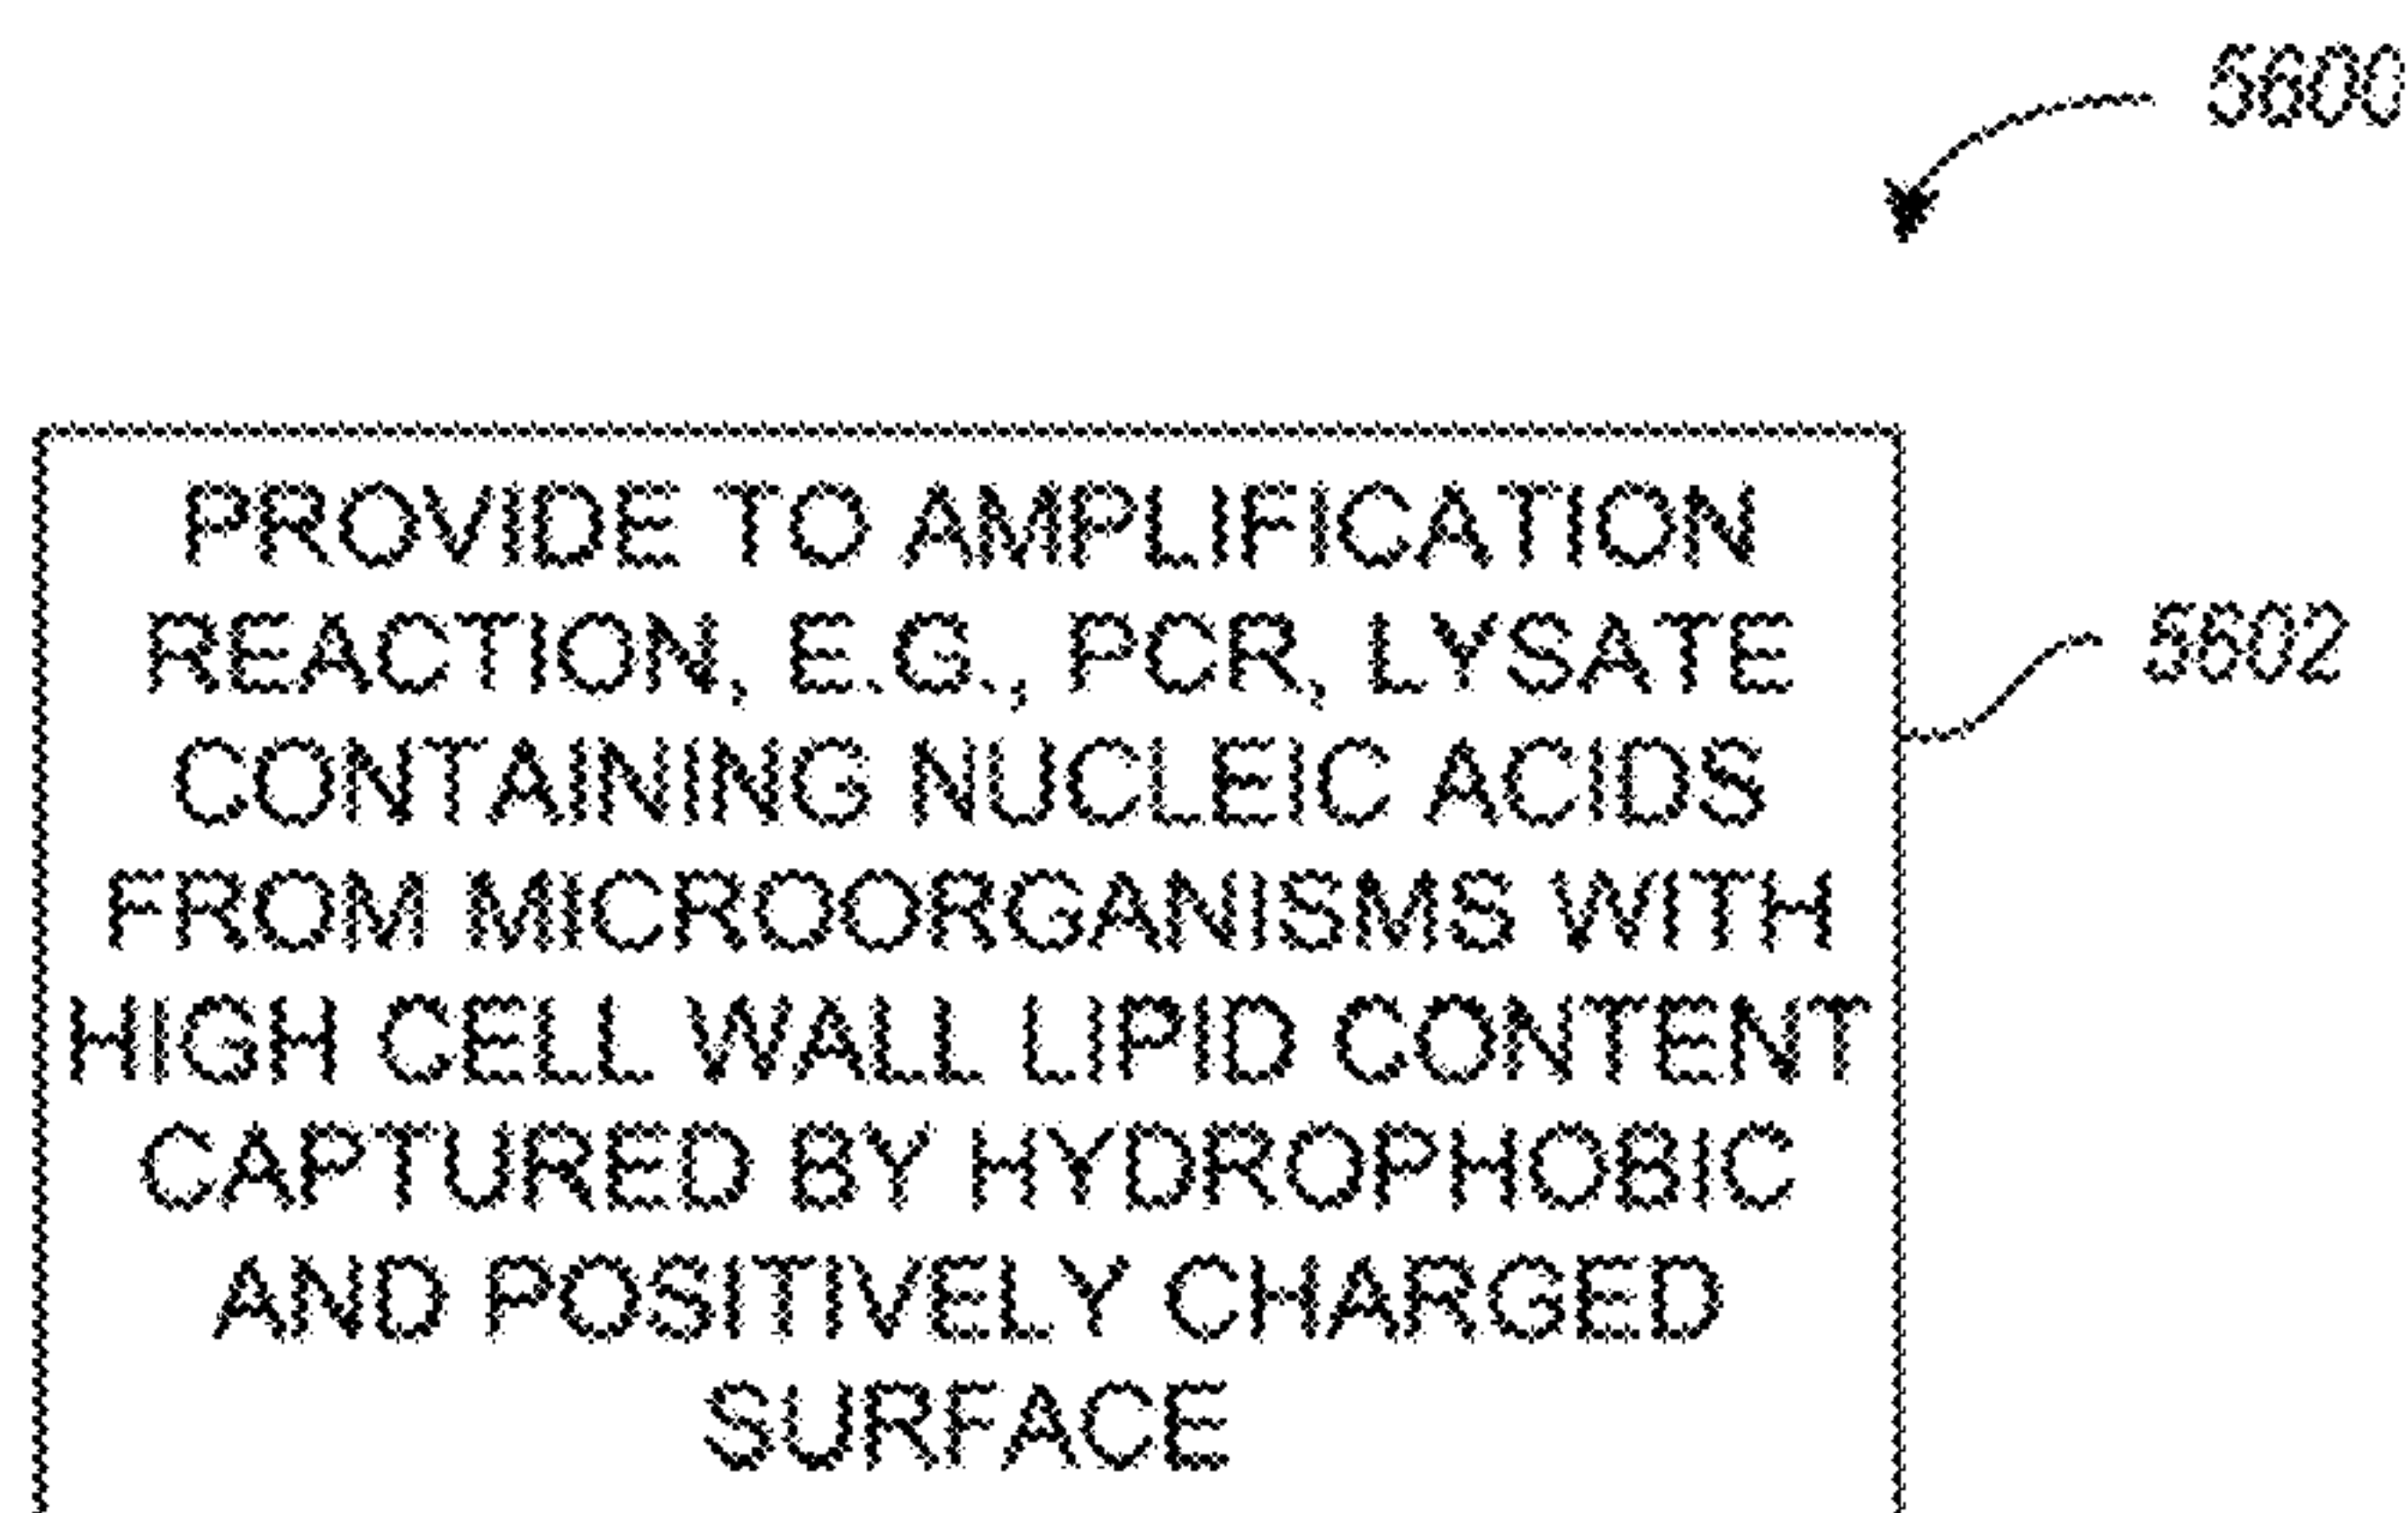 5600
PROVIDE TO AMPLIFICATION
REACTION, E.G., PCR, LYSATE
5602
CONTAINING NUCLEIC ACIDS
FROM MICROORGANISMS WITH
HIGH CELL WALL LIPID CONTENT
CAPTURED BY HYDROPHOBIC
AND POSITIVELY CHARGED
SURFACE